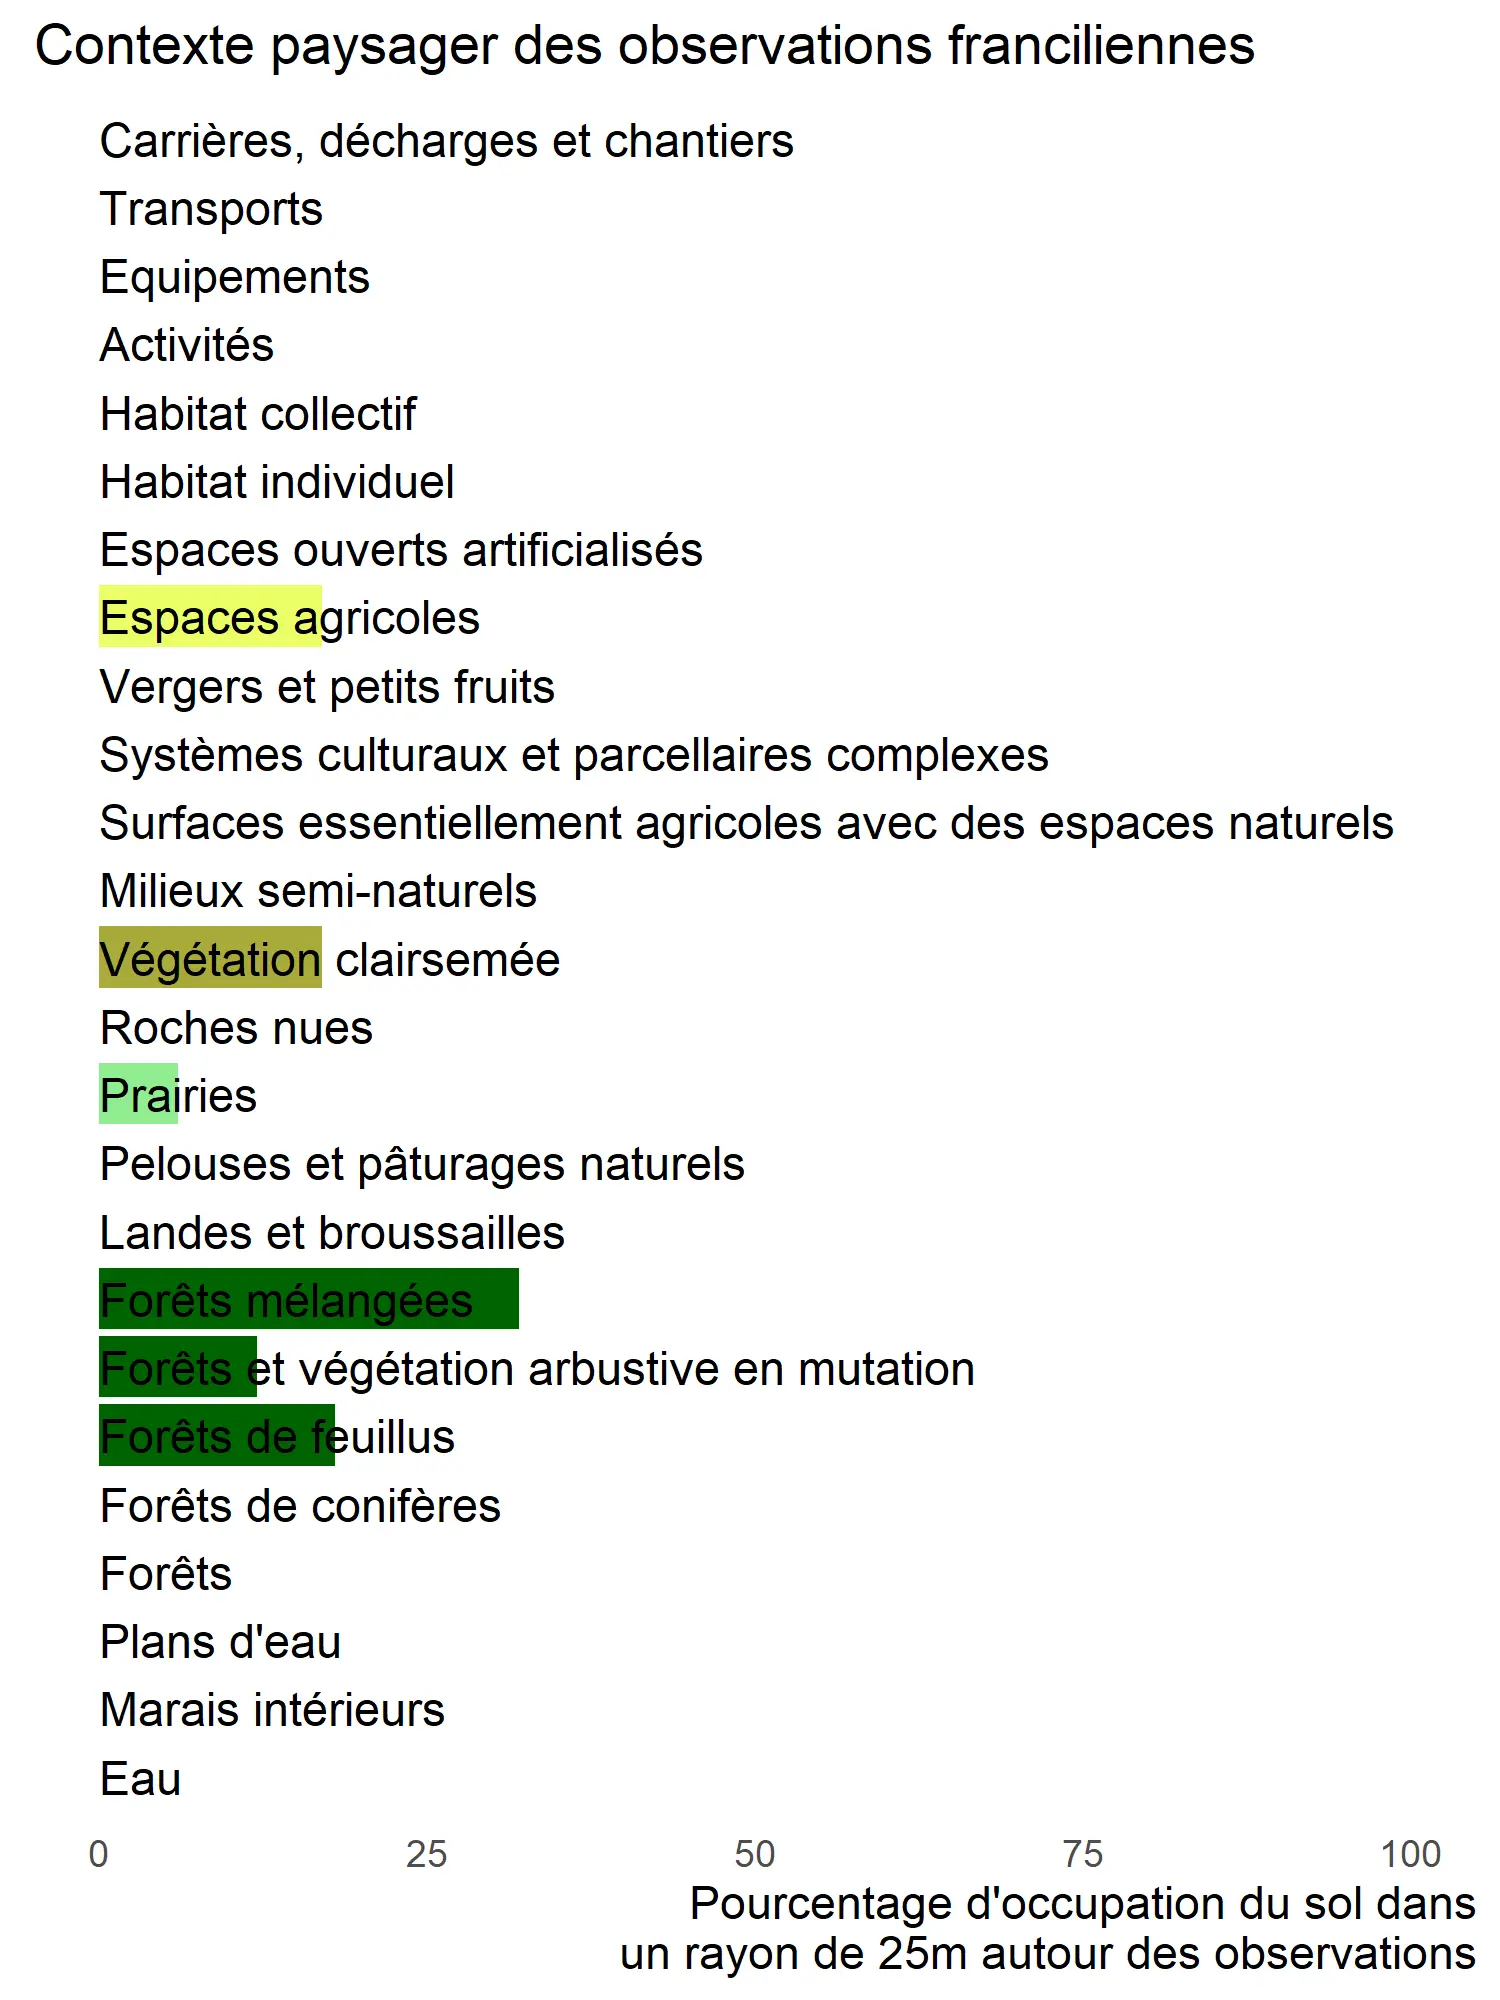 Contexte paysager des observations franciliennes
Carrières, décharges et chantiers
Transports
Equipements
Activités
Habitat collectif
Habitat individuel
Espaces ouverts artificialisés
Espaces agricoles
Vergers et petits fruits
Systèmes culturaux et parcellaires complexes
Surfaces essentiellement agricoles avec des espaces naturels
Milieux semi-naturels
Végétation clairsemée
Roches nues
Prairies
Pelouses et pâturages naturels
Landes et broussailles
Forêts mélangées
Forêts et végétation arbustive en mutation
Forêts de feuillus
Forêts de conifères
Forêts
Plans d'eau
Marais intérieurs
Eau
0 25 50 75 100
Pourcentage d'occupation du sol dans
un rayon de 25m autour des observations